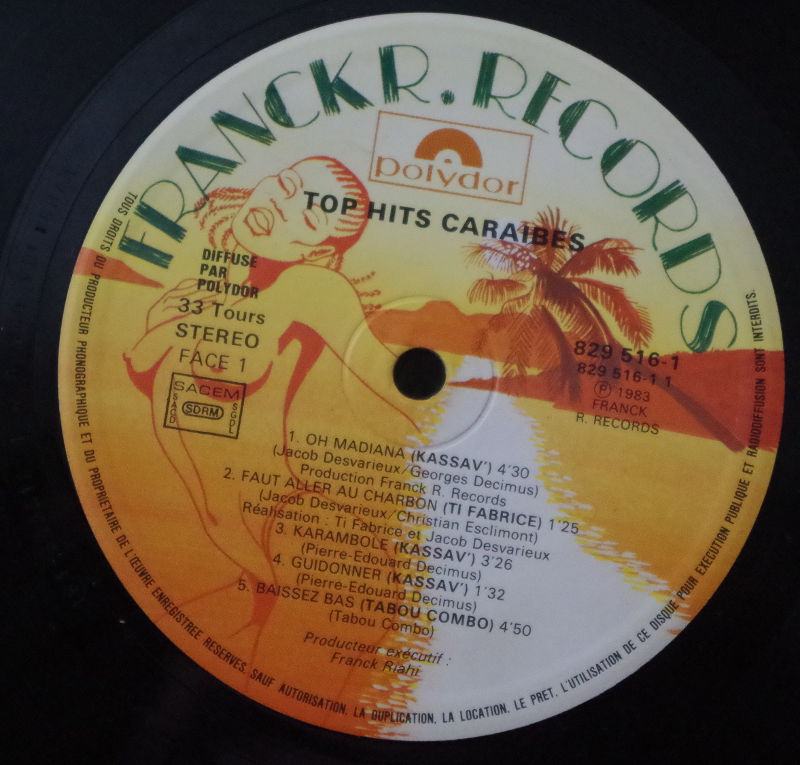 FRANCK R. RECORDS
polydor
TOP HITS CARAIBES
DIFFUSÉ
PAR
POLYDOR
33 Tours
STEREO
FACE 1
SACEM
SACD
SDRM
SGDL
829 516-1
829 516-1 1
Ⓟ 1983
FRANCK
R. RECORDS
1. OH MADIANA (KASSAV') 4'30
(Jacob Desvarieux/Georges Decimus)
Production Franck R. Records
2. FAUT ALLER AU CHARBON (TI FABRICE) 1'25
(Jacob Desvarieux/Christian Esclimont)
Réalisation : Ti Fabrice et Jacob Desvarieux
3. KARAMBOLE (KASSAV') 3'26
(Pierre-Edouard Decimus)
4. GUIDONNER (KASSAV') 1'32
(Pierre-Edouard Decimus)
5. BAISSEZ BAS (TABOU COMBO) 4'50
(Tabou Combo)
Producteur exécutif :
Franck Riahi
TOUS DROITS DU PRODUCTEUR PHONOGRAPHIQUE ET DU PROPRIETAIRE DE L'ŒUVRE ENREGISTREE RESERVES. SAUF AUTORISATION, LA DUPLICATION, LA LOCATION, LE PRET, L'UTILISATION DE CE DISQUE POUR EXECUTION PUBLIQUE ET RADIODIFFUSION SONT INTERDITS.